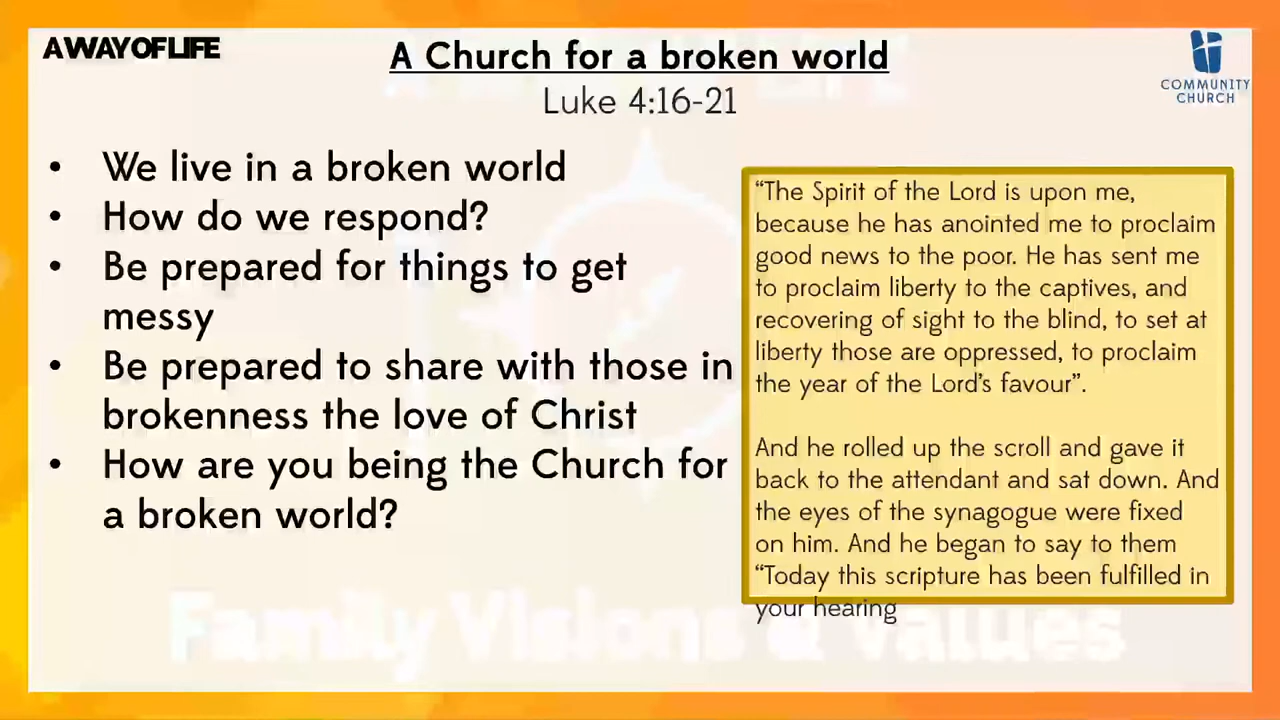 A WAY OF LIFE
A Church for a broken world
Luke 4:16-21
COMMUNITY
CHURCH
• We live in a broken world
• How do we respond?
• Be prepared for things to get
messy
• Be prepared to share with those in
brokenness the love of Christ
• How are you being the Church for
a broken world?
“The Spirit of the Lord is upon me,
because he has anointed me to proclaim
good news to the poor. He has sent me
to proclaim liberty to the captives, and
recovering of sight to the blind, to set at
liberty those are oppressed, to proclaim
the year of the Lord’s favour”.
And he rolled up the scroll and gave it
back to the attendant and sat down. And
the eyes of the synagogue were fixed
on him. And he began to say to them
“Today this scripture has been fulfilled in
your hearing
Family Visions & Values